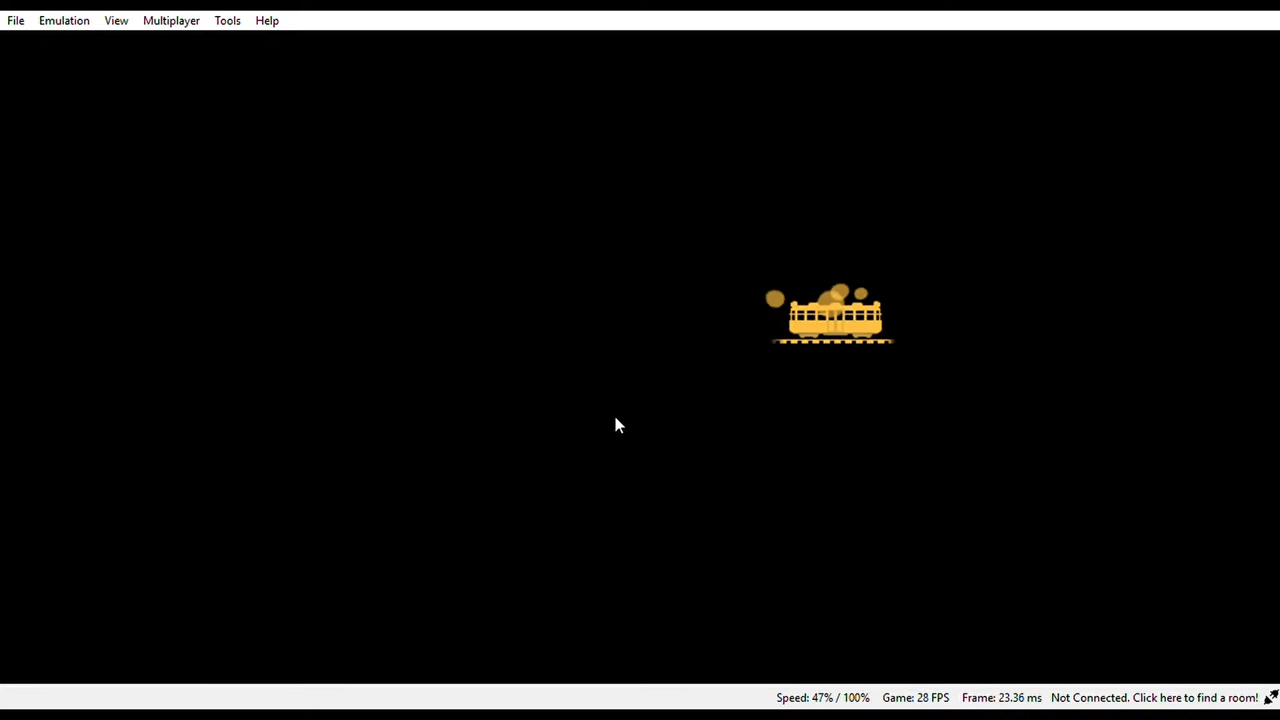 File Emulation View Multiplayer Tools Help
Speed: 47% / 100% Game: 28 FPS Frame: 23.36 ms Not Connected. Click here to find a room!